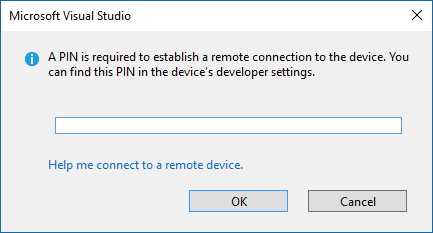 Microsoft Visual Studio
A PIN is required to establish a remote connection to the device. You
can find this PIN in the device's developer settings.
Help me connect to a remote device.
OK
Cancel